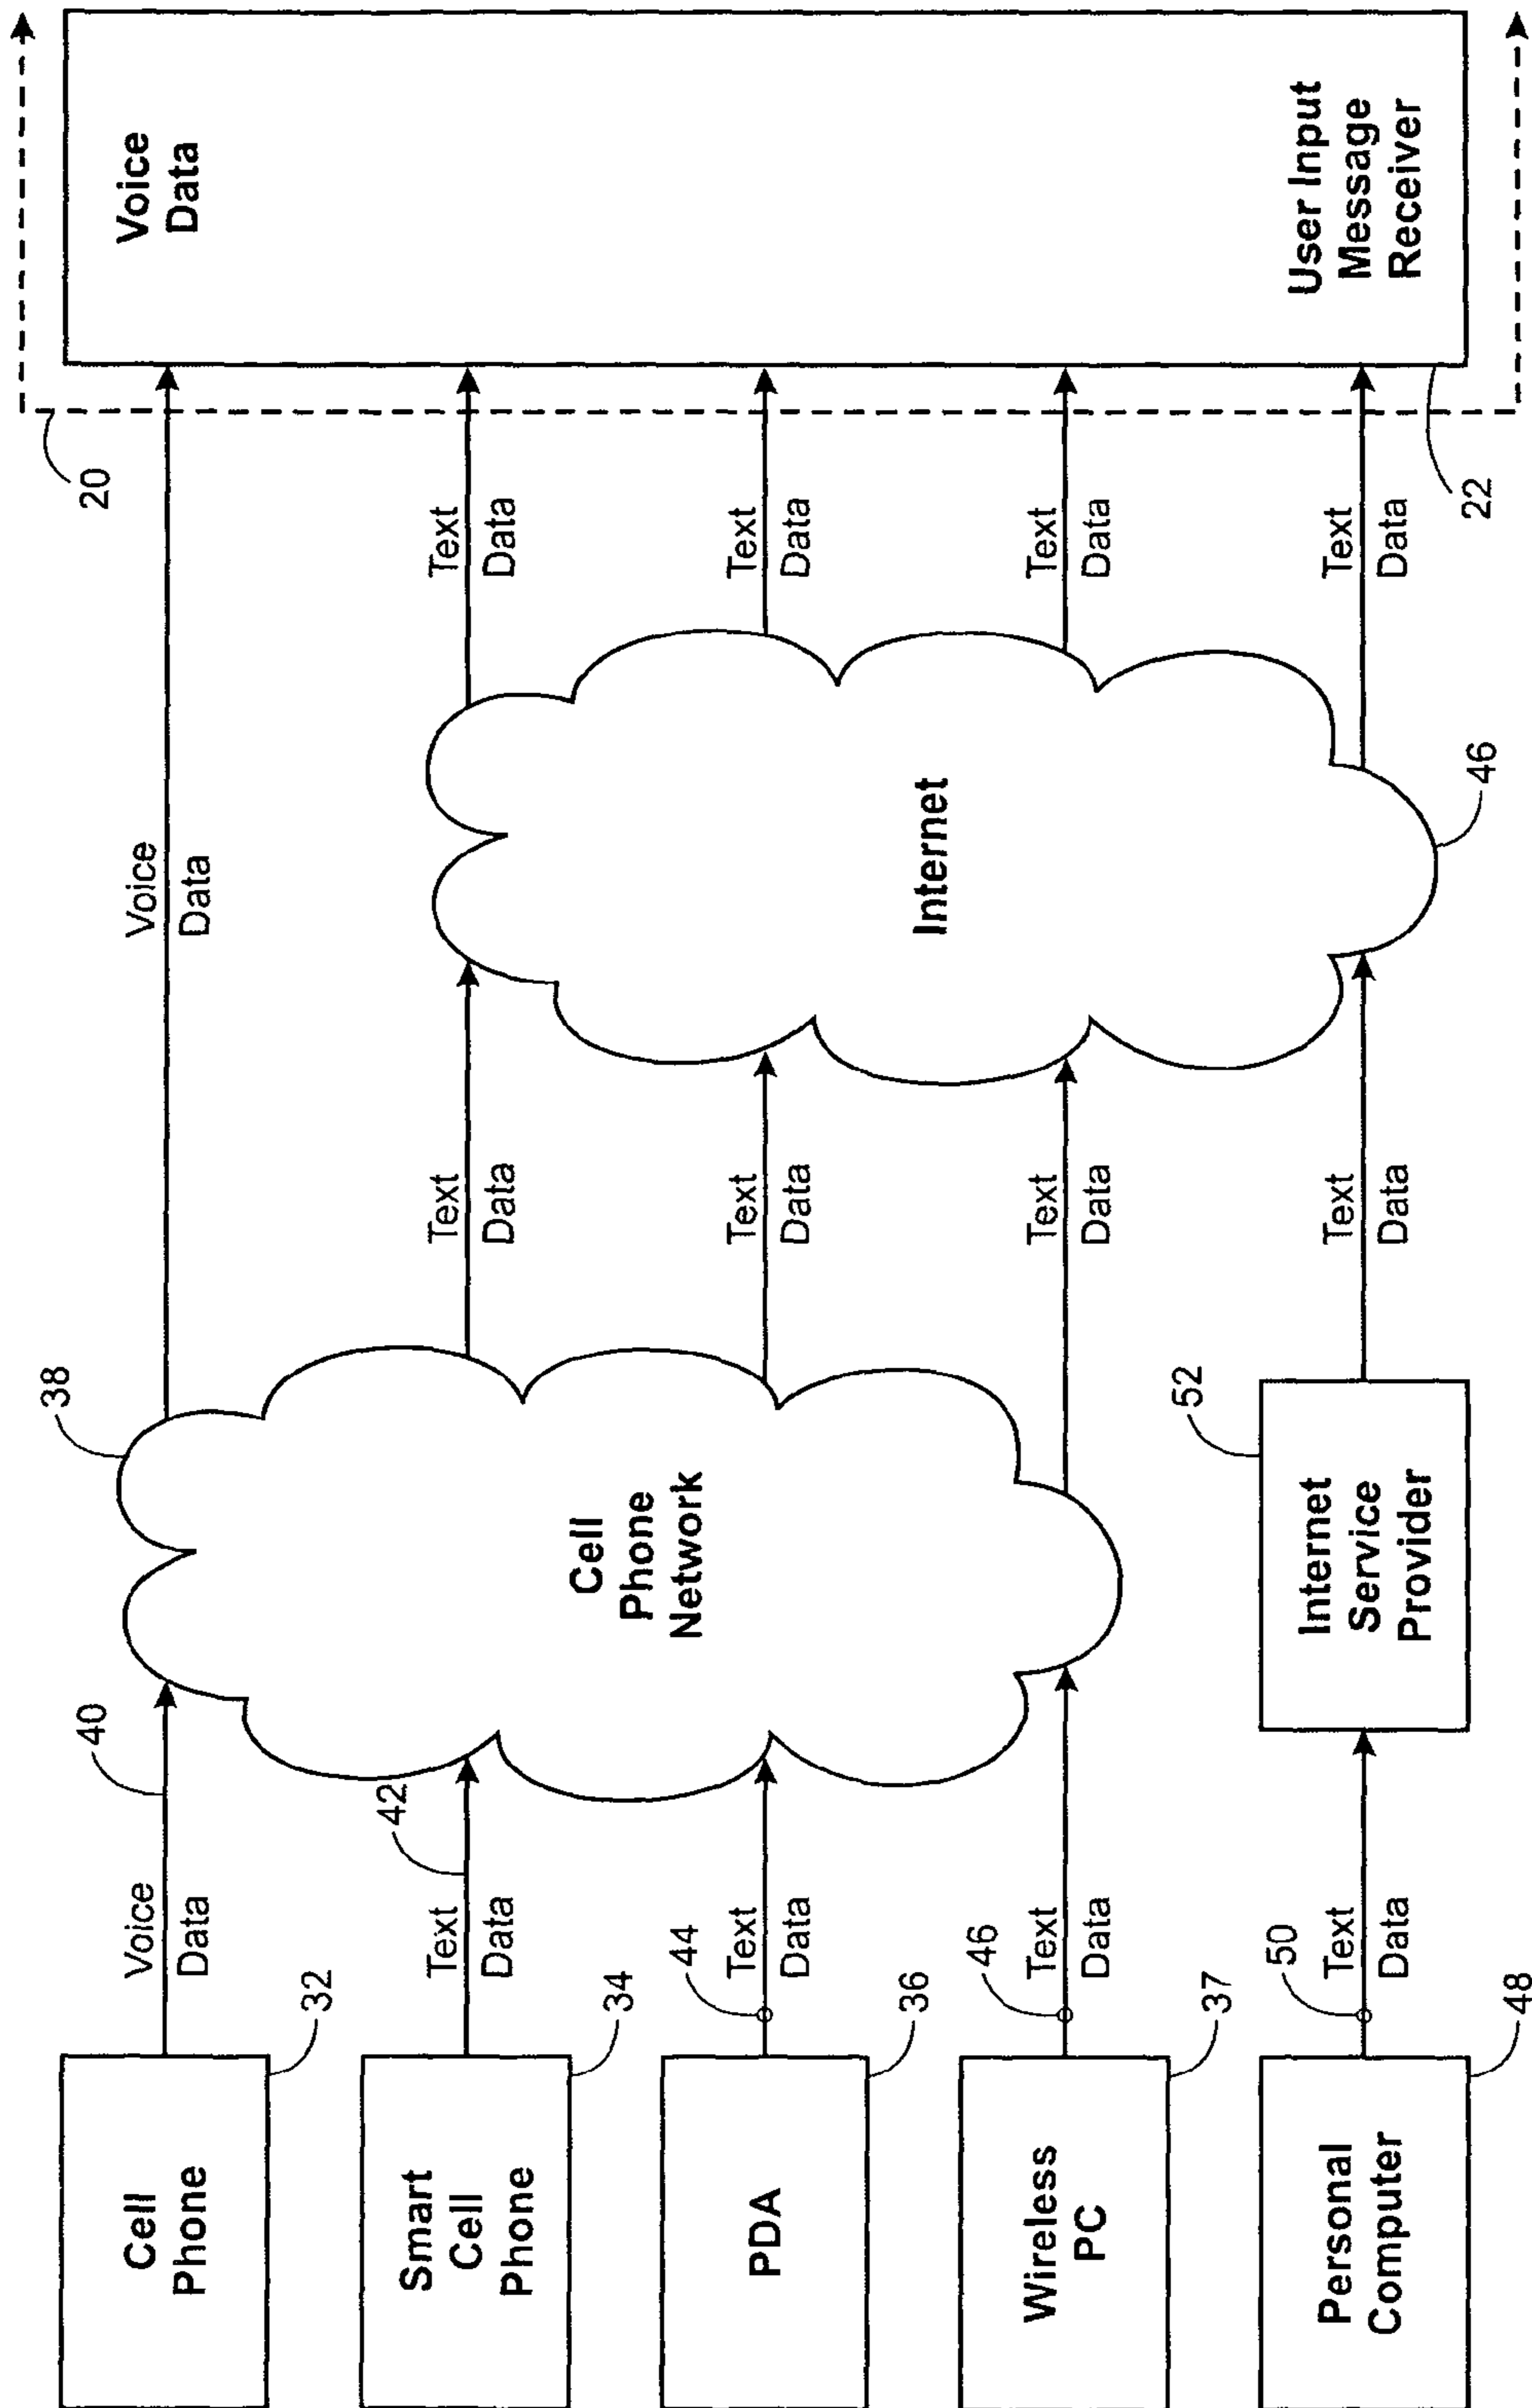 Cell
Phone
32
Voice
Data
40
38
Voice
Data
20
Voice
Data
Smart
Cell
Phone
34
Text
Data
42
Cell
Phone
Network
Text
Data
Text
Data
PDA
36
44
Text
Data
Text
Data
Internet
Text
Data
Wireless
PC
37
46
Text
Data
Text
Data
Text
Data
Personal
Computer
48
50
Text
Data
52
Internet
Service
Provider
Text
Data
46
Text
Data
22
User Input
Message
Receiver